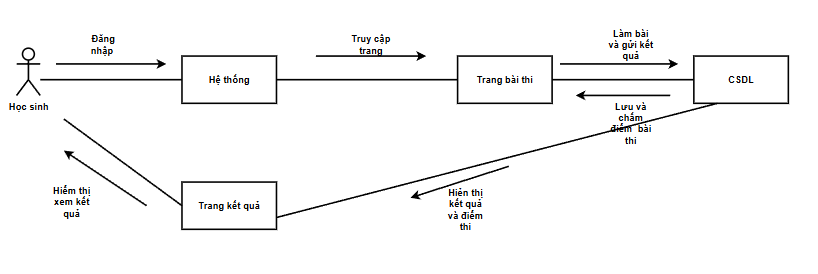 Đăng
nhập
Truy cập
trang
Làm bài
và gửi kết
quả
Học sinh
Hệ thống
Trang bài thi
CSDL
Lưu và
chấm
điểm bài
thi
Hiểm thị
xem kết
quả
Trang kết quả
Hiẻn thị
kết quả
và điểm
thi